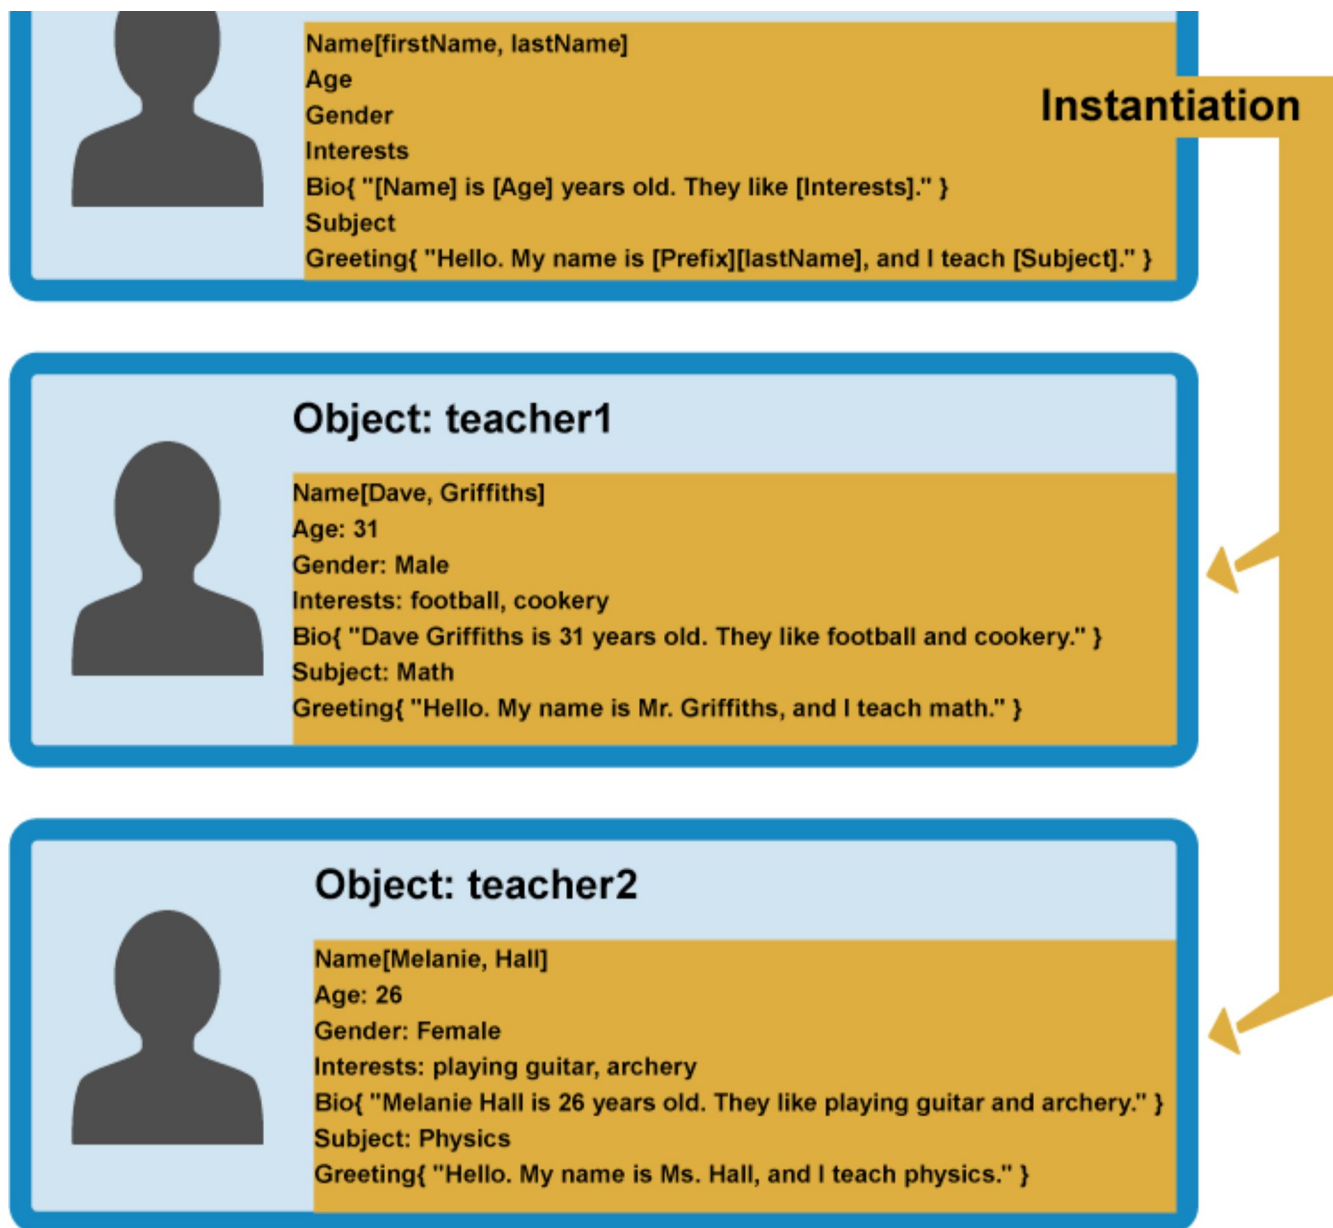 Name[firstName, lastName]
Age
Instantiation
Gender
Interests
Bio{ "[Name] is [Age] years old. They like [Interests]." }
Subject
Greeting{ "Hello. My name is [Prefix][lastName], and I teach [Subject]." }
Object: teacher1
Name[Dave, Griffiths]
Age: 31
Gender: Male
Interests: football, cookery
Bio{ "Dave Griffiths is 31 years old. They like football and cookery." }
Subject: Math
Greeting{ "Hello. My name is Mr. Griffiths, and I teach math." }
Object: teacher2
Name[Melanie, Hall]
Age: 26
Gender: Female
Interests: playing guitar, archery
Bio{ "Melanie Hall is 26 years old. They like playing guitar and archery." }
Subject: Physics
Greeting{ "Hello. My name is Ms. Hall, and I teach physics." }